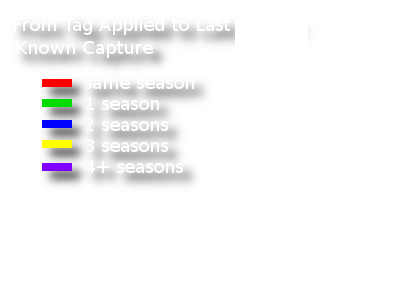 From Tag Applied to Last
Known Capture
same season
1 season
2 seasons
3 seasons
4+ seasons